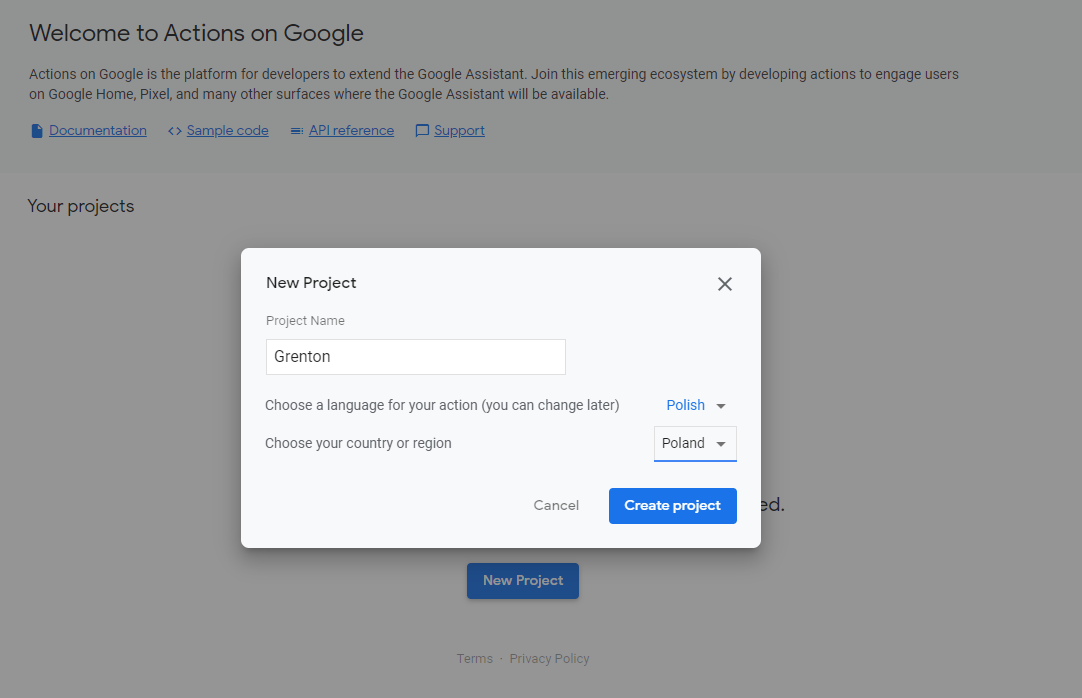 Welcome to Actions on Google
Actions on Google is the platform for developers to extend the Google Assistant. Join this emerging ecosystem by developing actions to engage users
on Google Home, Pixel, and many other surfaces where the Google Assistant will be available.
Documentation Sample code API reference Support
Your projects
New Project
Project Name
Grenton
Choose a language for your action (you can change later) Polish
Choose your country or region Poland
Cancel Create project
New Project
Terms · Privacy Policy